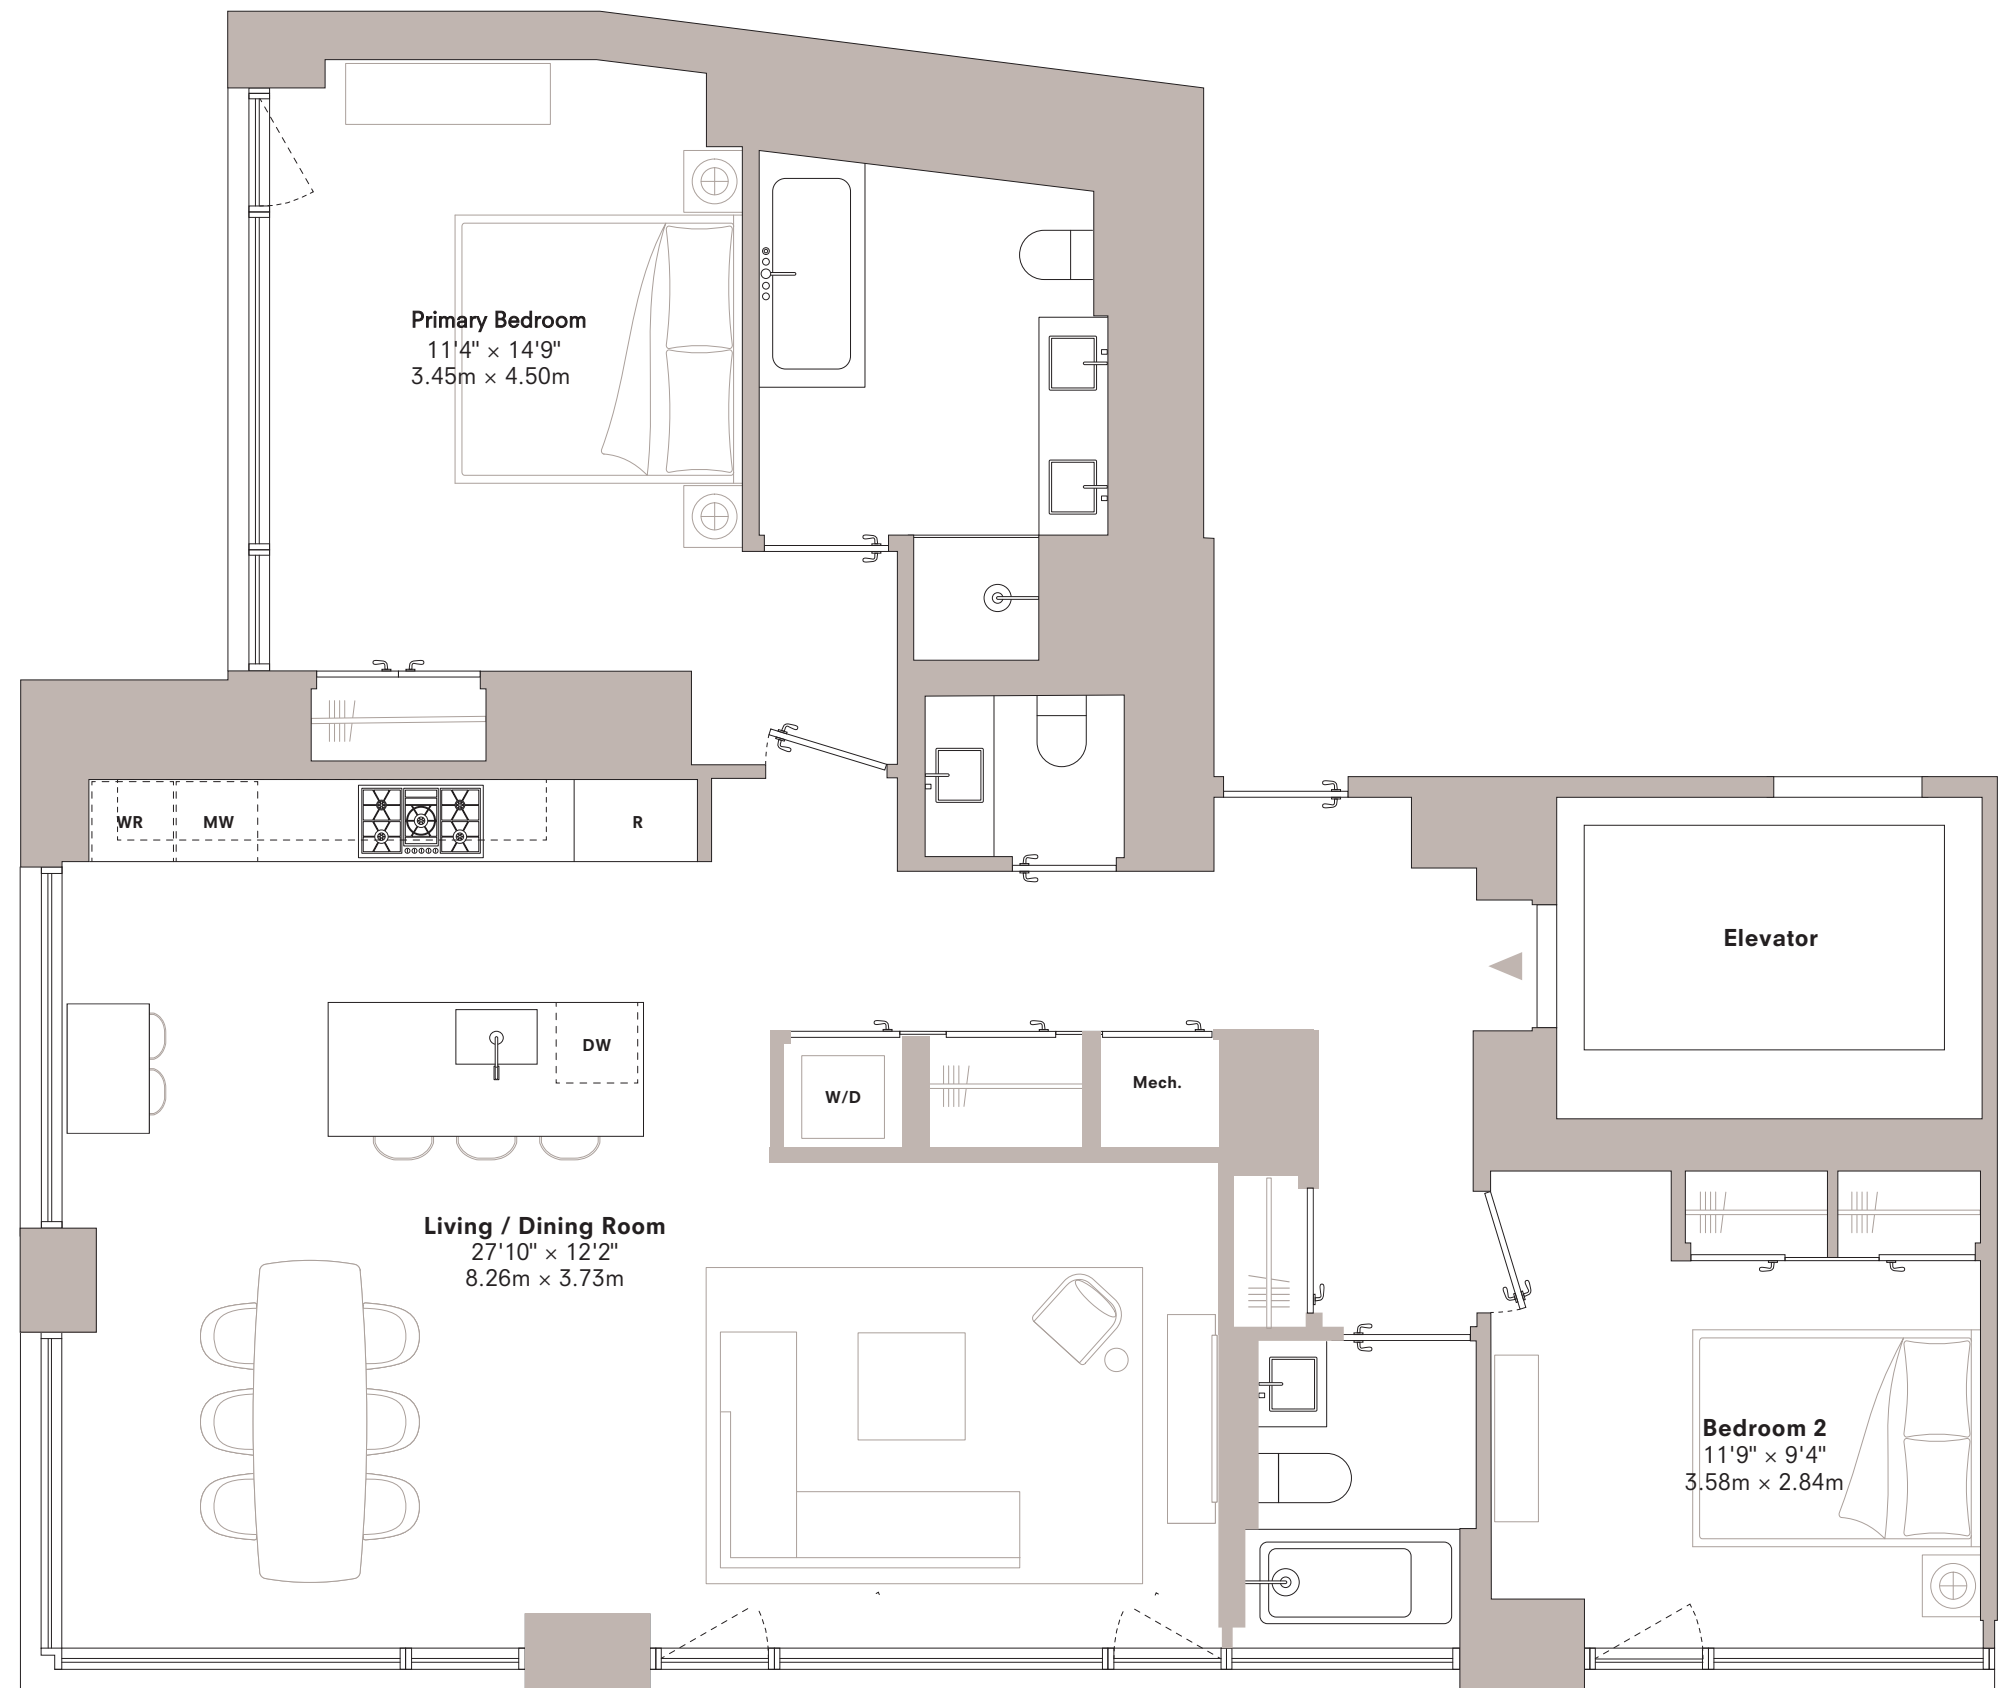 Primary Bedroom
11'4" × 14'9"
3.45m × 4.50m
WR
MW
R
Elevator
DW
W/D
Mech.
Living / Dining Room
27'10" × 12'2"
8.26m × 3.73m
Bedroom 2
11'9" × 9'4"
3.58m × 2.84m